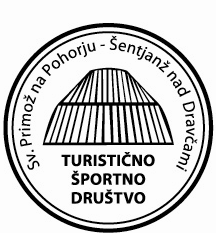 Sv. Primož na Pohorju - Šentjanž nad Dravčami
TURISTIČNO
ŠPORTNO
DRUŠTVO